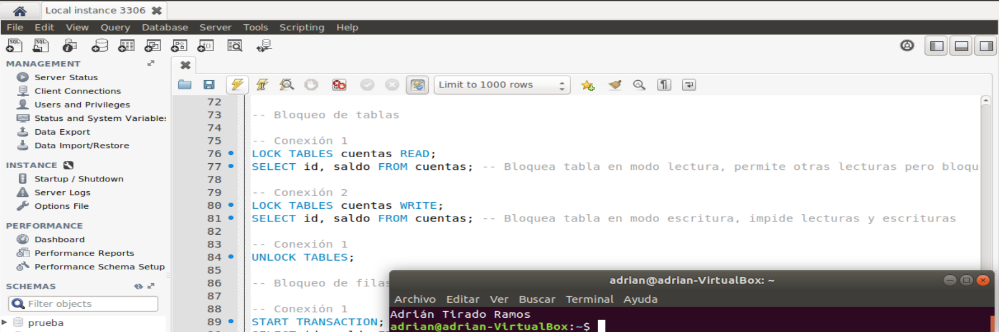 Local instance 3306
File Edit View Query Database Server Tools Scripting Help
MANAGEMENT
Server Status
Client Connections
Users and Privileges
Status and System Variables
Data Export
Data Import/Restore
INSTANCE
Startup / Shutdown
Server Logs
Options File
PERFORMANCE
Dashboard
Performance Reports
Performance Schema Setup
SCHEMAS
Filter objects
prueba
Limit to 1000 rows
72
73 -- Bloqueo de tablas
74
75 -- Conexión 1
76 LOCK TABLES cuentas READ;
77 SELECT id, saldo FROM cuentas; -- Bloquea tabla en modo lectura, permite otras lecturas pero bloqu
78
79 -- Conexión 2
80 LOCK TABLES cuentas WRITE;
81 SELECT id, saldo FROM cuentas; -- Bloquea tabla en modo escritura, impide lecturas y escrituras
82
83 -- Conexión 1
84 UNLOCK TABLES;
85
86 -- Bloqueo de filas
87
88 -- Conexión 1
89 START TRANSACTION;
adrian@adrian-VirtualBox: ~
Archivo Editar Ver Buscar Terminal Ayuda
Adrián Tirado Ramos
adrian@adrian-VirtualBox:~$